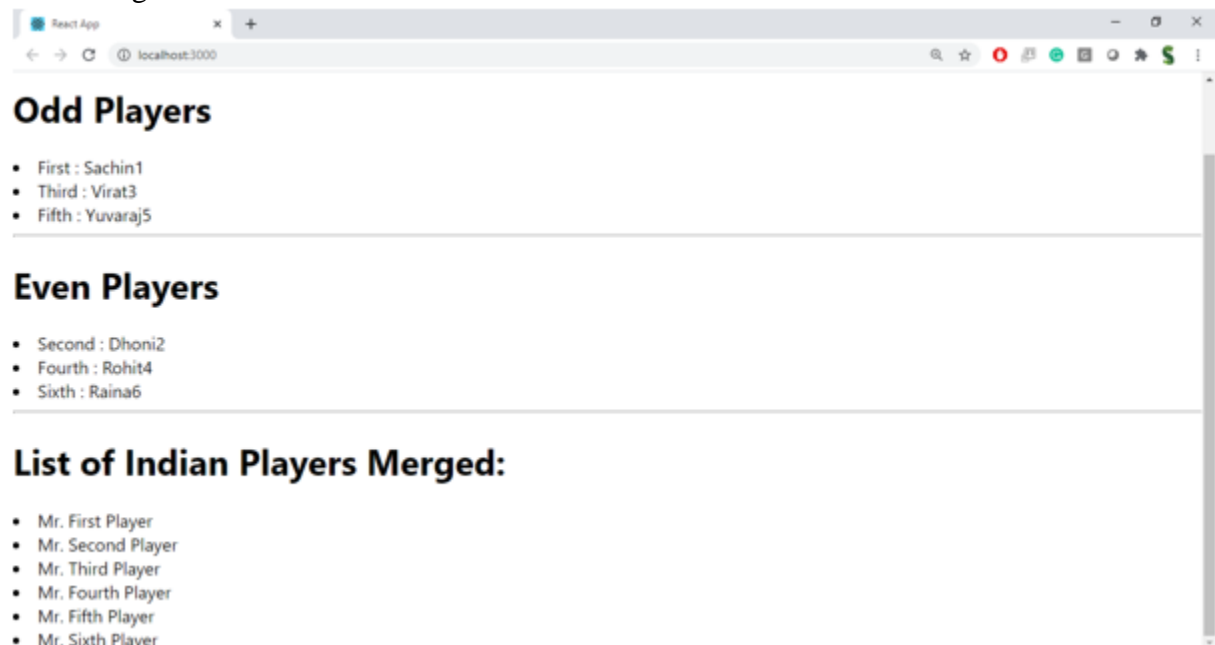 React App
localhost:3000
Odd Players
First : Sachin1
Third : Virat3
Fifth : Yuvaraj5
Even Players
Second : Dhoni2
Fourth : Rohit4
Sixth : Raina6
List of Indian Players Merged:
Mr. First Player
Mr. Second Player
Mr. Third Player
Mr. Fourth Player
Mr. Fifth Player
Mr. Sixth Player